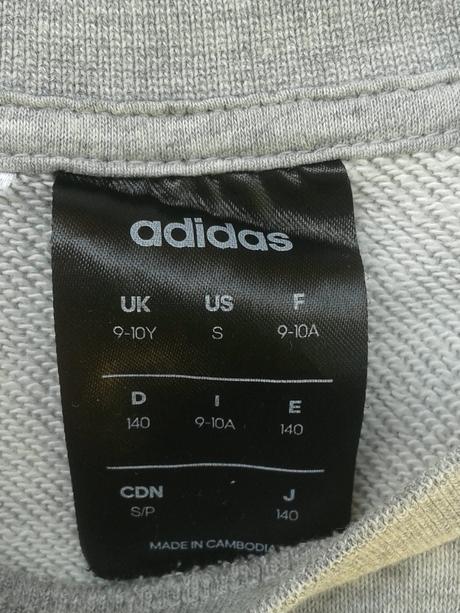 adidas
UK US F
9-10Y S 9-10A
D I E
140 9-10A 140
CDN J
S/P 140
MADE IN CAMBODIA